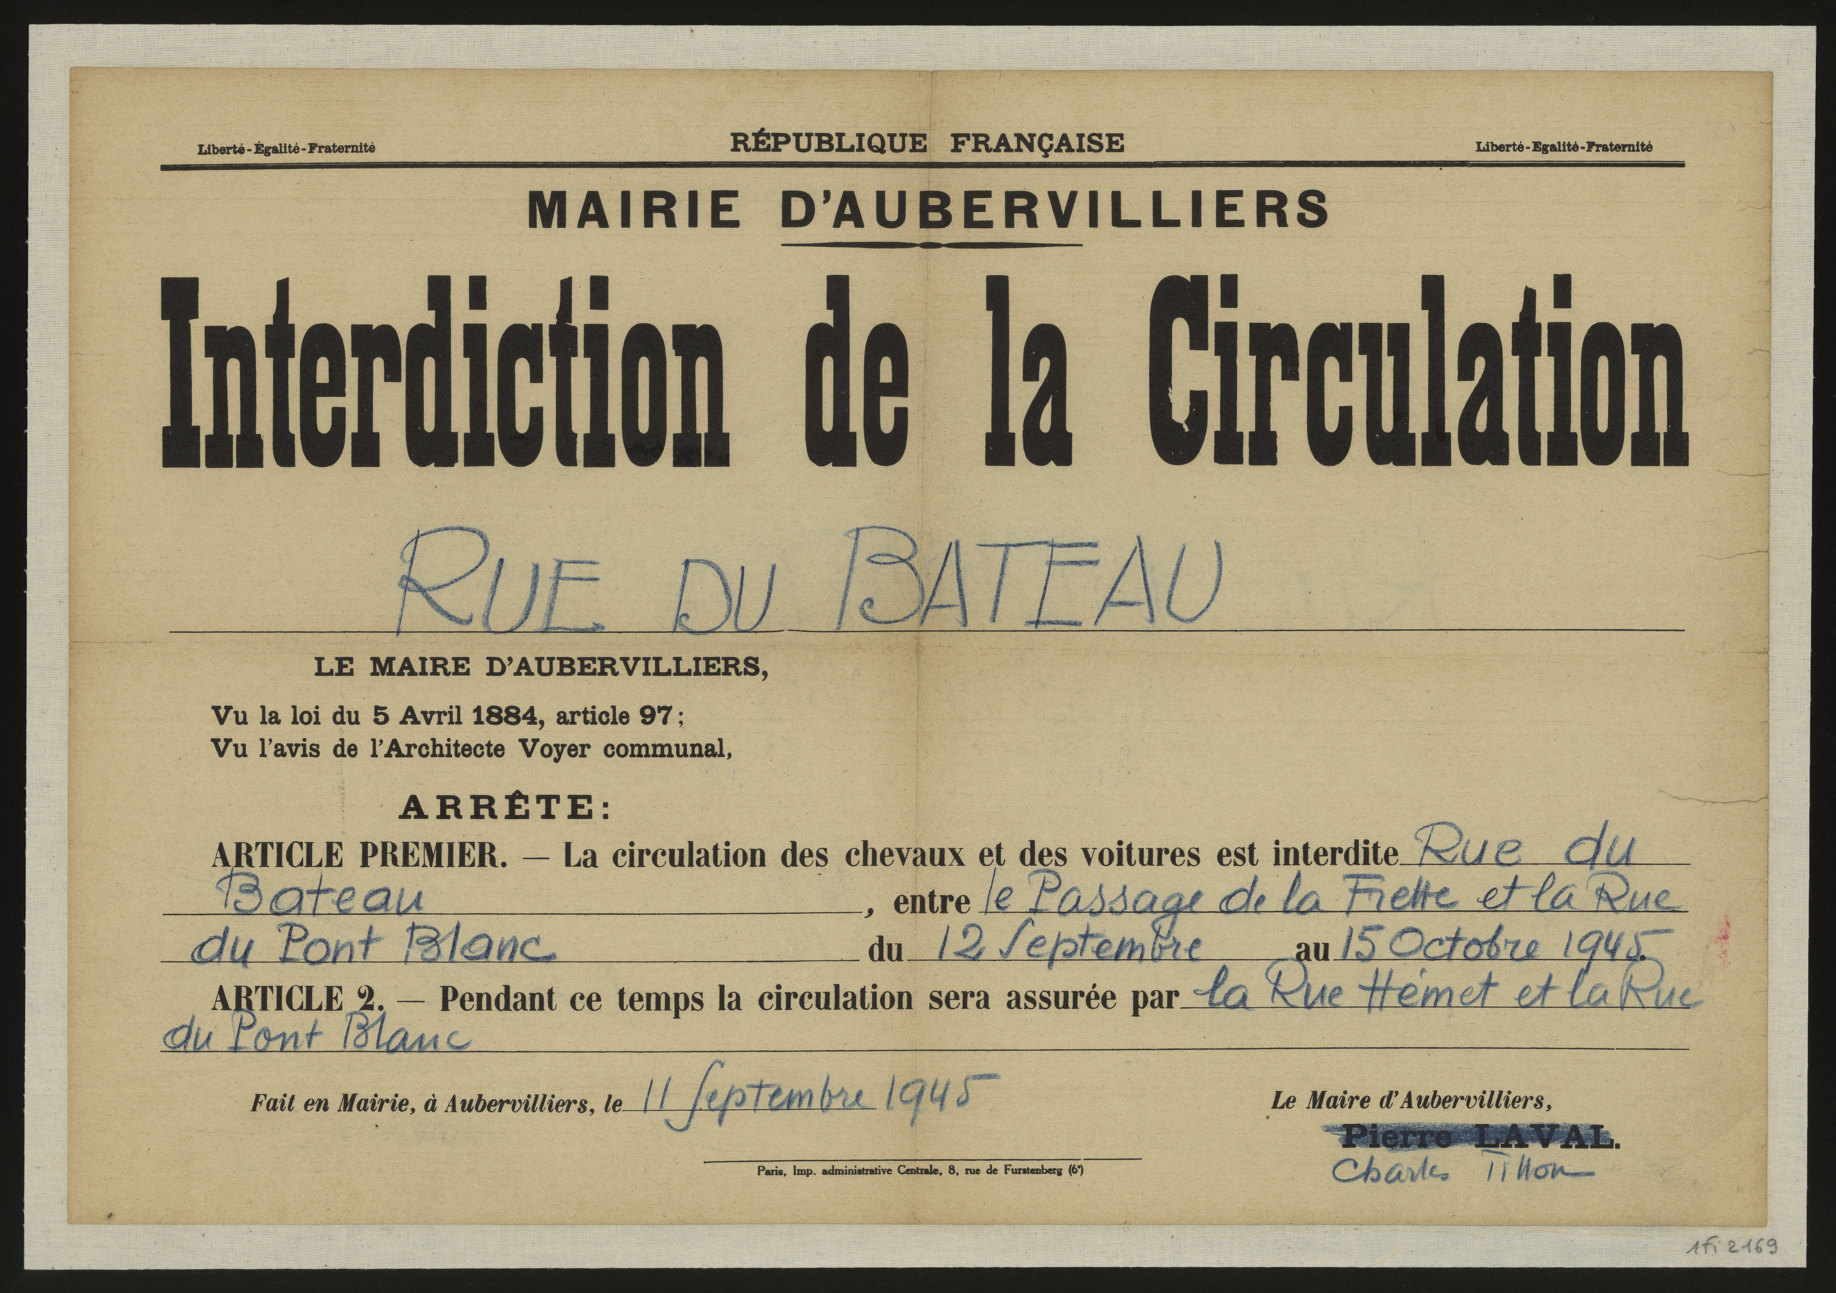 Liberté-Égalité-Fraternité
RÉPUBLIQUE FRANÇAISE
Liberté-Egalité-Fraternité
MAIRIE D'AUBERVILLIERS
Interdiction de la Circulation
RUE DU BATEAU
LE MAIRE D'AUBERVILLIERS,
Vu la loi du 5 Avril 1884, article 97;
Vu l'avis de l'Architecte Voyer communal,
ARRÊTE:
ARTICLE PREMIER. — La circulation des chevaux et des voitures est interdite Rue du
Bateau, entre le Passage de la Frette et la Rue
du Pont Blanc du 12 Septembre au 15 Octobre 1945.
ARTICLE 2. — Pendant ce temps la circulation sera assurée par la Rue Hémet et la Rue
du Pont Blanc
Fait en Mairie, à Aubervilliers, le 11 Septembre 1945
Le Maire d'Aubervilliers,
Pierre LAVAL.
Charles Tillon
Paris, Imp. administrative Centrale, 8, rue de Furstenberg (6e)
1Fi 2169